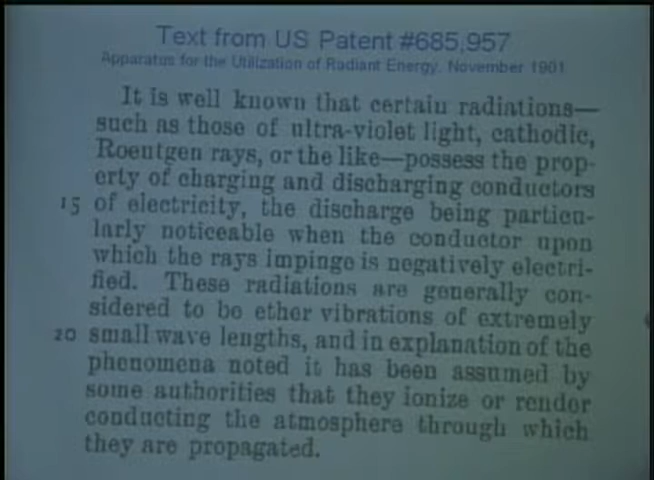 Text from US Patent #685,957
Apparatus for the Utilization of Radiant Energy, November 1901
It is well known that certain radiations—
such as those of ultra-violet light, cathodic,
Roentgen rays, or the like—possess the prop-
erty of charging and discharging conductors
15 of electricity, the discharge being particu-
larly noticeable when the conductor upon
which the rays impinge is negatively electri-
fied. These radiations are generally con-
sidered to be ether vibrations of extremely
20 small wave lengths, and in explanation of the
phenomena noted it has been assumed by
some authorities that they ionize or render
conducting the atmosphere through which
they are propagated.